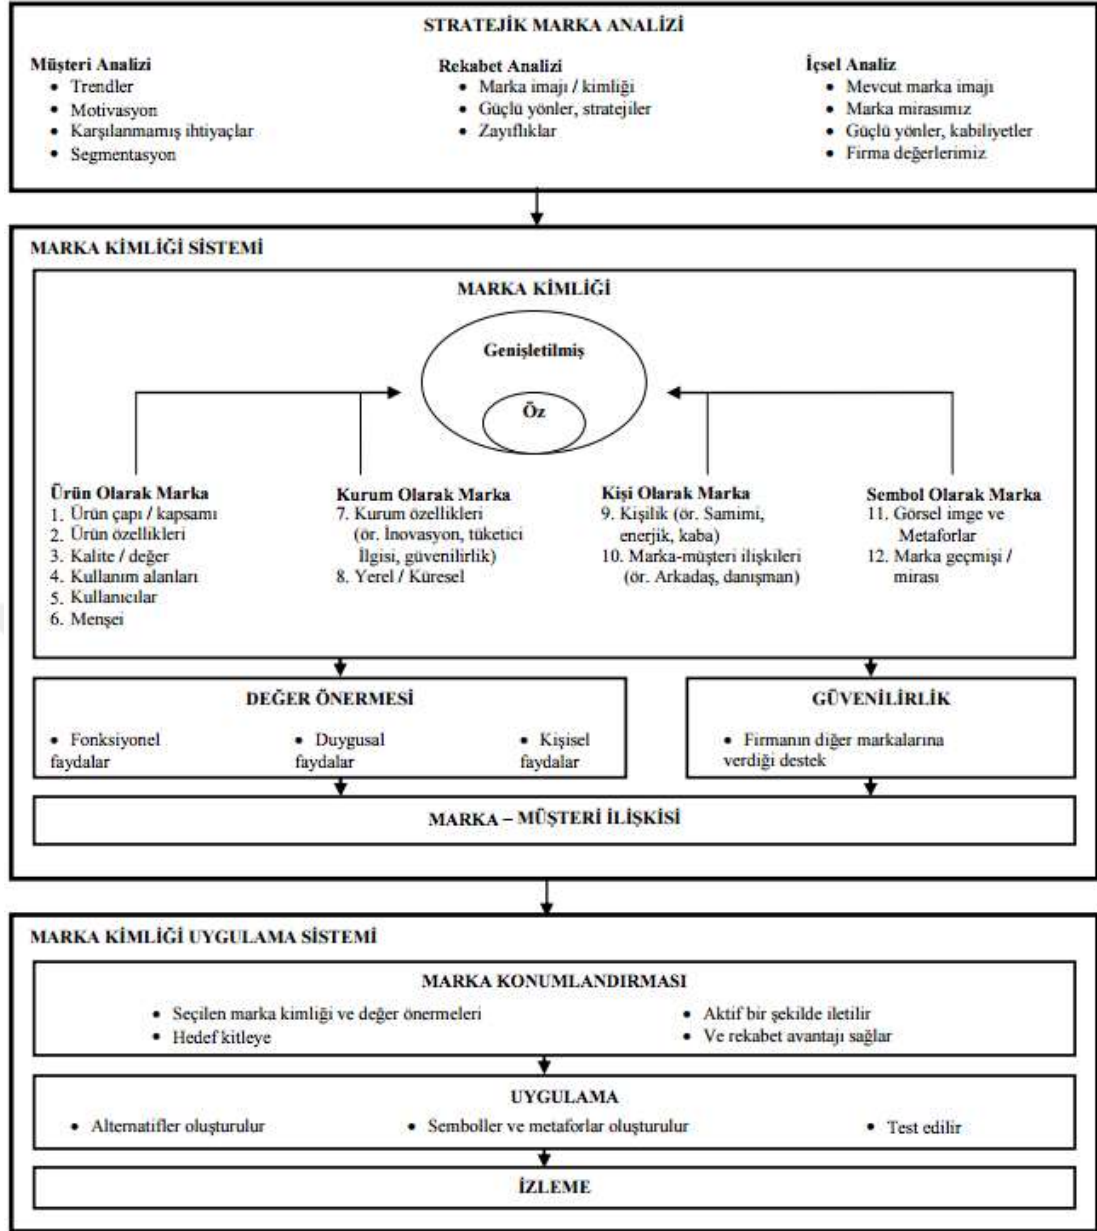 STRATEJİK MARKA ANALİZİ
Müşteri Analizi
• Trendler
• Motivasyon
• Karşılanmamış ihtiyaçlar
• Segmentasyon
Rekabet Analizi
• Marka imajı / kimliği
• Güçlü yönler, stratejiler
• Zayıflıklar
İçsel Analiz
• Mevcut marka imajı
• Marka mirasımız
• Güçlü yönler, kabiliyetler
• Firma değerlerimiz
MARKA KİMLİĞİ SİSTEMİ
MARKA KİMLİĞİ
Genişletilmiş
Öz
Ürün Olarak Marka
1. Ürün çapı / kapsamı
2. Ürün özellikleri
3. Kalite / değer
4. Kullanım alanları
5. Kullanıcılar
6. Menşei
Kurum Olarak Marka
7. Kurum özellikleri
(ör. İnovasyon, tüketici
İlgisi, güvenilirlik)
8. Yerel / Küresel
Kişi Olarak Marka
9. Kişilik (ör. Samimi,
enerjik, kaba)
10. Marka-müşteri ilişkileri
(ör. Arkadaş, danışman)
Sembol Olarak Marka
11. Görsel imge ve
Metaforlar
12. Marka geçmişi /
mirası
DEĞER ÖNERMESİ
• Fonksiyonel
faydalar
• Duygusal
faydalar
• Kişisel
faydalar
GÜVENİLİRLİK
• Firmanın diğer markalarına
verdiği destek
MARKA – MÜŞTERİ İLİŞKİSİ
MARKA KİMLİĞİ UYGULAMA SİSTEMİ
MARKA KONUMLANDIRMASI
• Seçilen marka kimliği ve değer önermeleri
• Hedef kitleye
• Aktif bir şekilde iletilir
• Ve rekabet avantajı sağlar
UYGULAMA
• Alternatifler oluşturulur
• Semboller ve metaforlar oluşturulur
• Test edilir
İZLEME